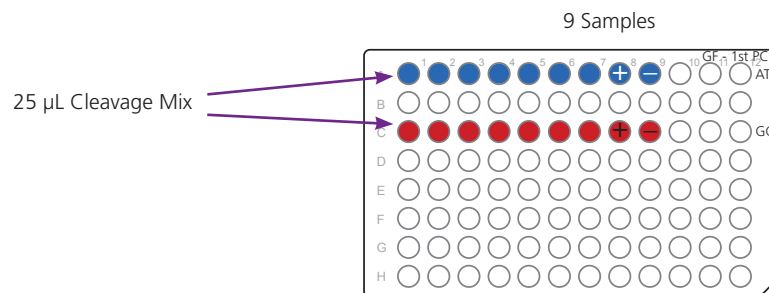 9 Samples
GF - 1st PC
1 2 3 4 5 6 7 8 9 10 11 12
+ − AT
25 µL Cleavage Mix
B
C + − GC
D
E
F
G
H